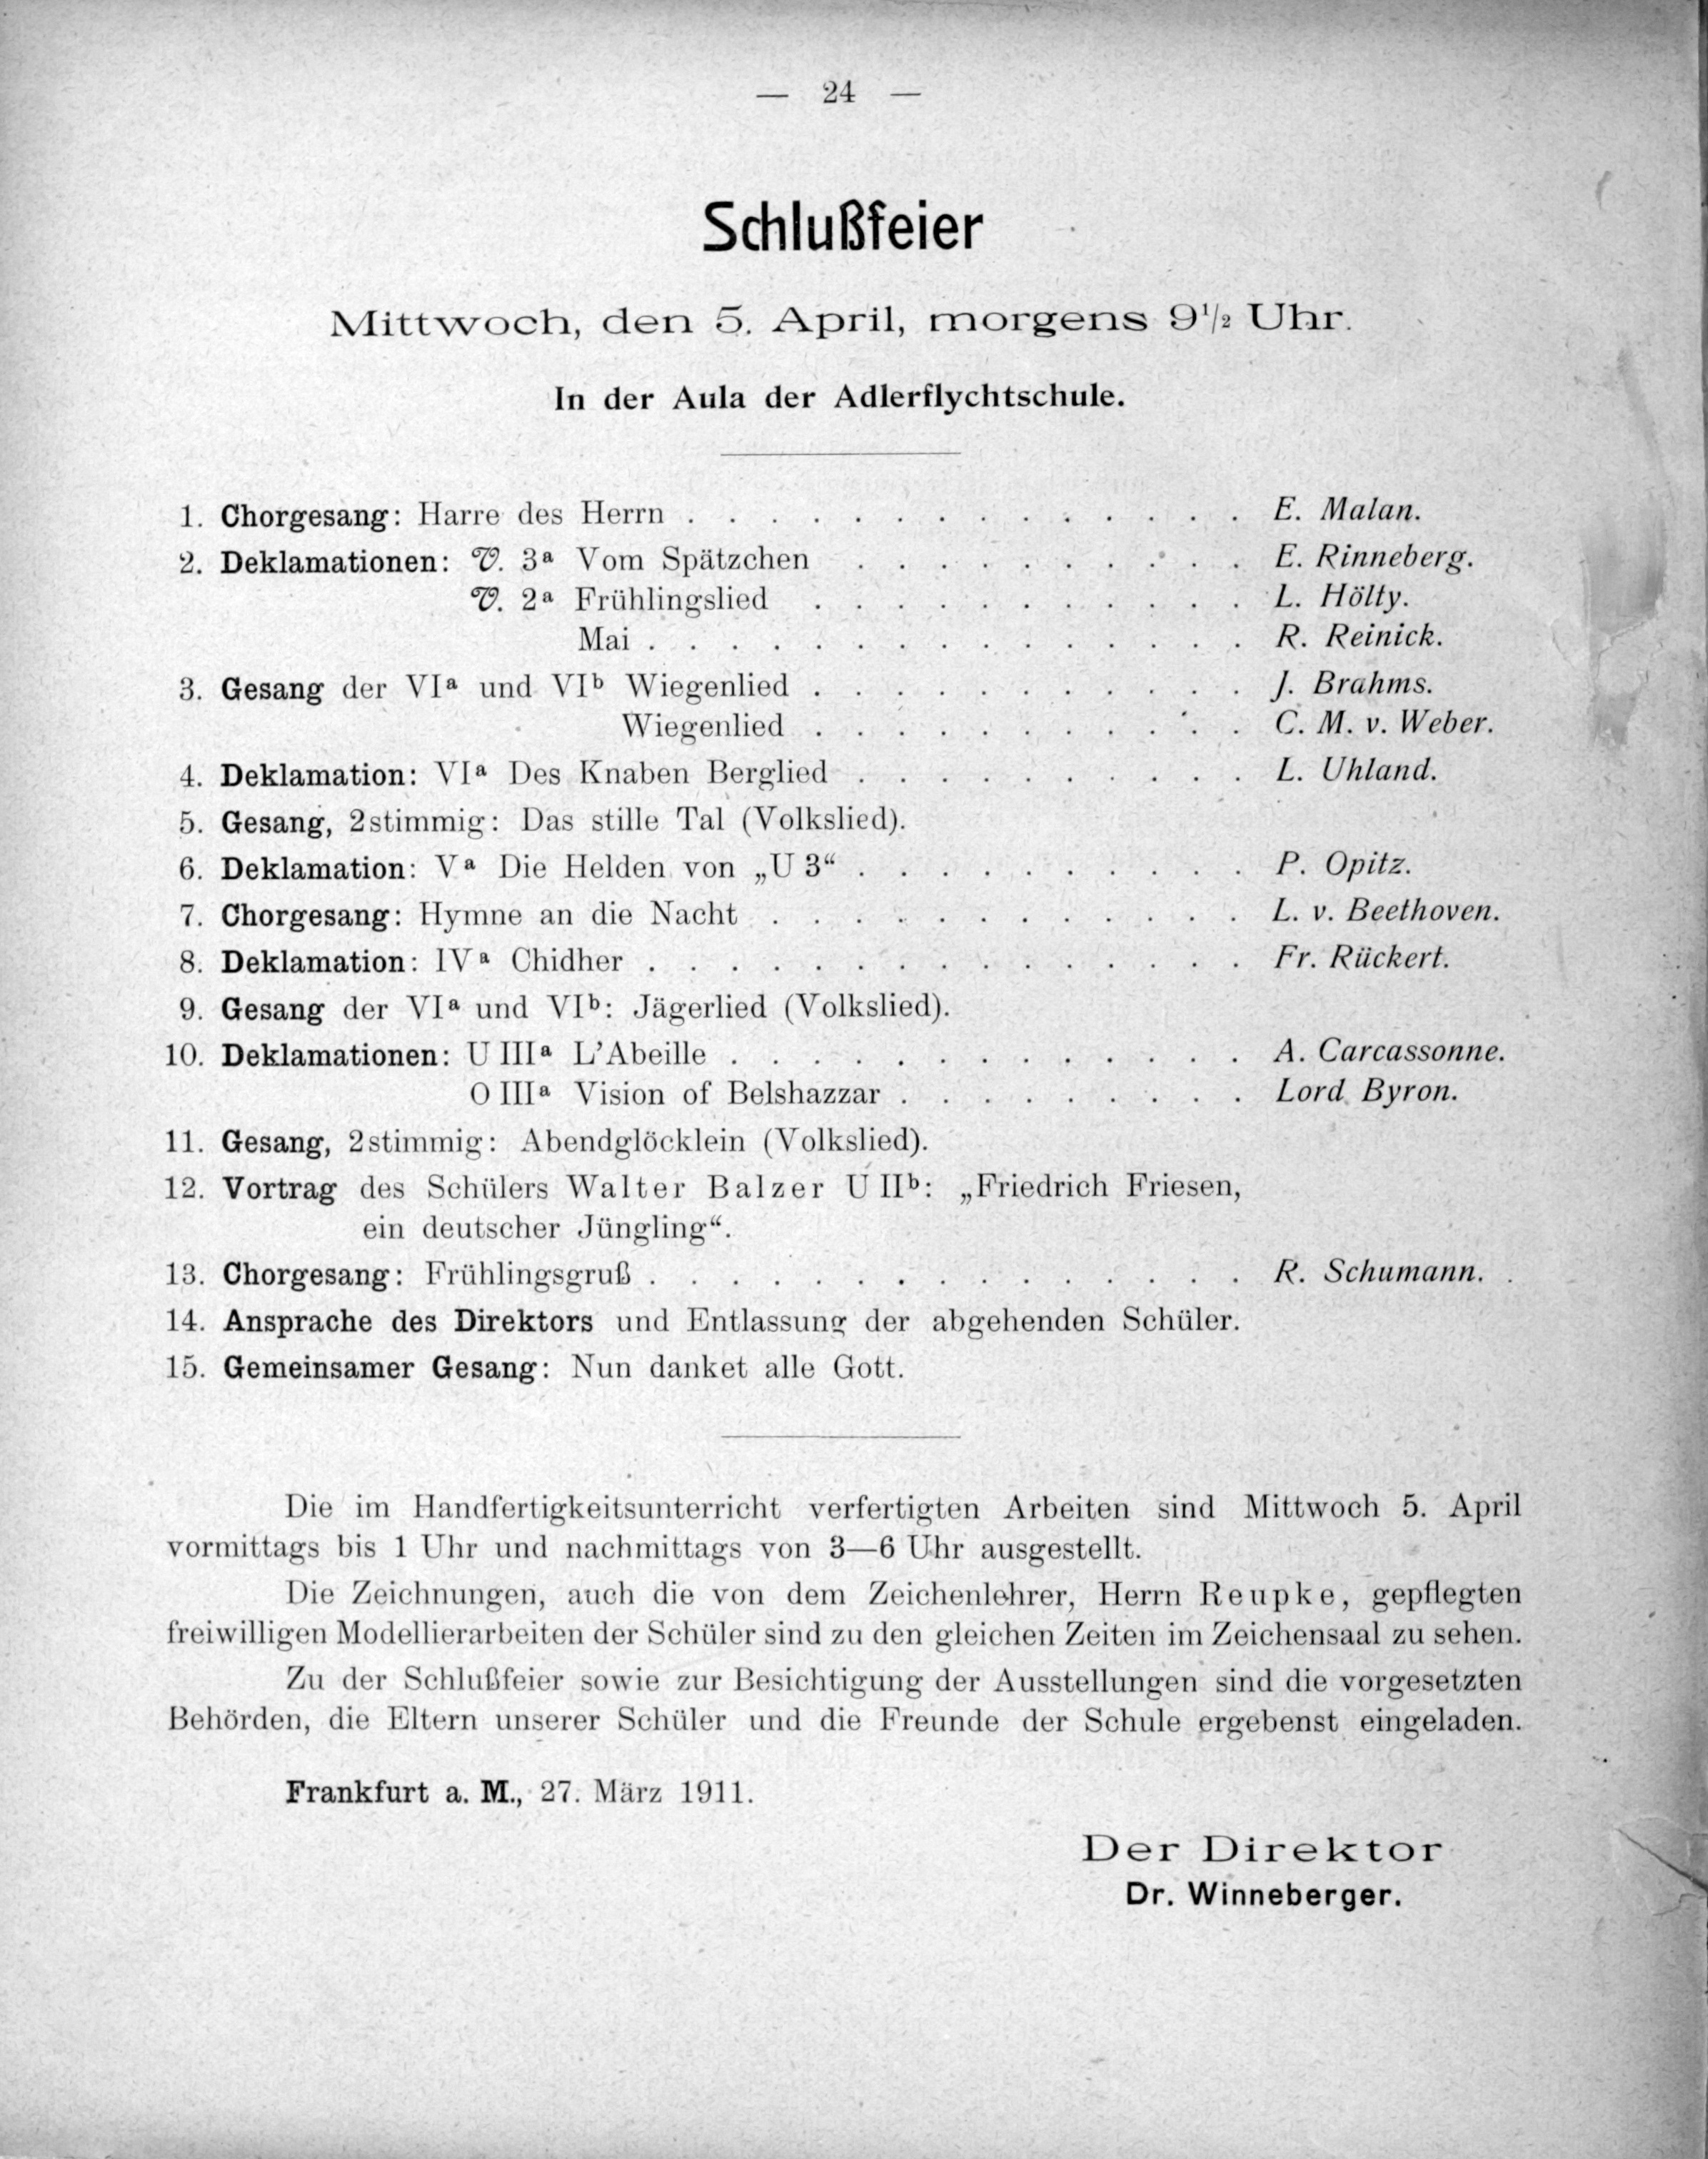 — 24 —
Schlußfeier
Mittwoch, den 5. April, morgens 9½ Uhr.
In der Aula der Adlerflychtschule.
1. Chorgesang: Harre des Herrn . . . . . . . . . . . . . . E. Malan.
2. Deklamationen: V. 3a Vom Spätzchen . . . . . . . . . . E. Rinneberg.
V. 2a Frühlingslied . . . . . . . . . . . L. Hölty.
Mai . . . . . . . . . . . . . . . R. Reinick.
3. Gesang der VIa und VIb Wiegenlied . . . . . . . . . . . J. Brahms.
Wiegenlied . . . . . . . . . . . C. M. v. Weber.
4. Deklamation: VIa Des Knaben Berglied . . . . . . . . . . L. Uhland.
5. Gesang, 2stimmig: Das stille Tal (Volkslied).
6. Deklamation: Va Die Helden von „U 3“ . . . . . . . . . . P. Opitz.
7. Chorgesang: Hymne an die Nacht . . . . . . . . . . . . L. v. Beethoven.
8. Deklamation: IVa Chidher . . . . . . . . . . . . . . . Fr. Rückert.
9. Gesang der VIa und VIb: Jägerlied (Volkslied).
10. Deklamationen: U IIIa L’Abeille . . . . . . . . . . . . . A. Carcassonne.
O IIIa Vision of Belshazzar . . . . . . . . . Lord Byron.
11. Gesang, 2stimmig: Abendglöcklein (Volkslied).
12. Vortrag des Schülers Walter Balzer U IIb: „Friedrich Friesen,
ein deutscher Jüngling“.
13. Chorgesang: Frühlingsgruß . . . . . . . . . . . . . . . R. Schumann.
14. Ansprache des Direktors und Entlassung der abgehenden Schüler.
15. Gemeinsamer Gesang: Nun danket alle Gott.
Die im Handfertigkeitsunterricht verfertigten Arbeiten sind Mittwoch 5. April
vormittags bis 1 Uhr und nachmittags von 3—6 Uhr ausgestellt.
Die Zeichnungen, auch die von dem Zeichenlehrer, Herrn Reupke, gepflegten
freiwilligen Modellierarbeiten der Schüler sind zu den gleichen Zeiten im Zeichensaal zu sehen.
Zu der Schlußfeier sowie zur Besichtigung der Ausstellungen sind die vorgesetzten
Behörden, die Eltern unserer Schüler und die Freunde der Schule ergebenst eingeladen.
Frankfurt a. M., 27. März 1911.
Der Direktor
Dr. Winneberger.